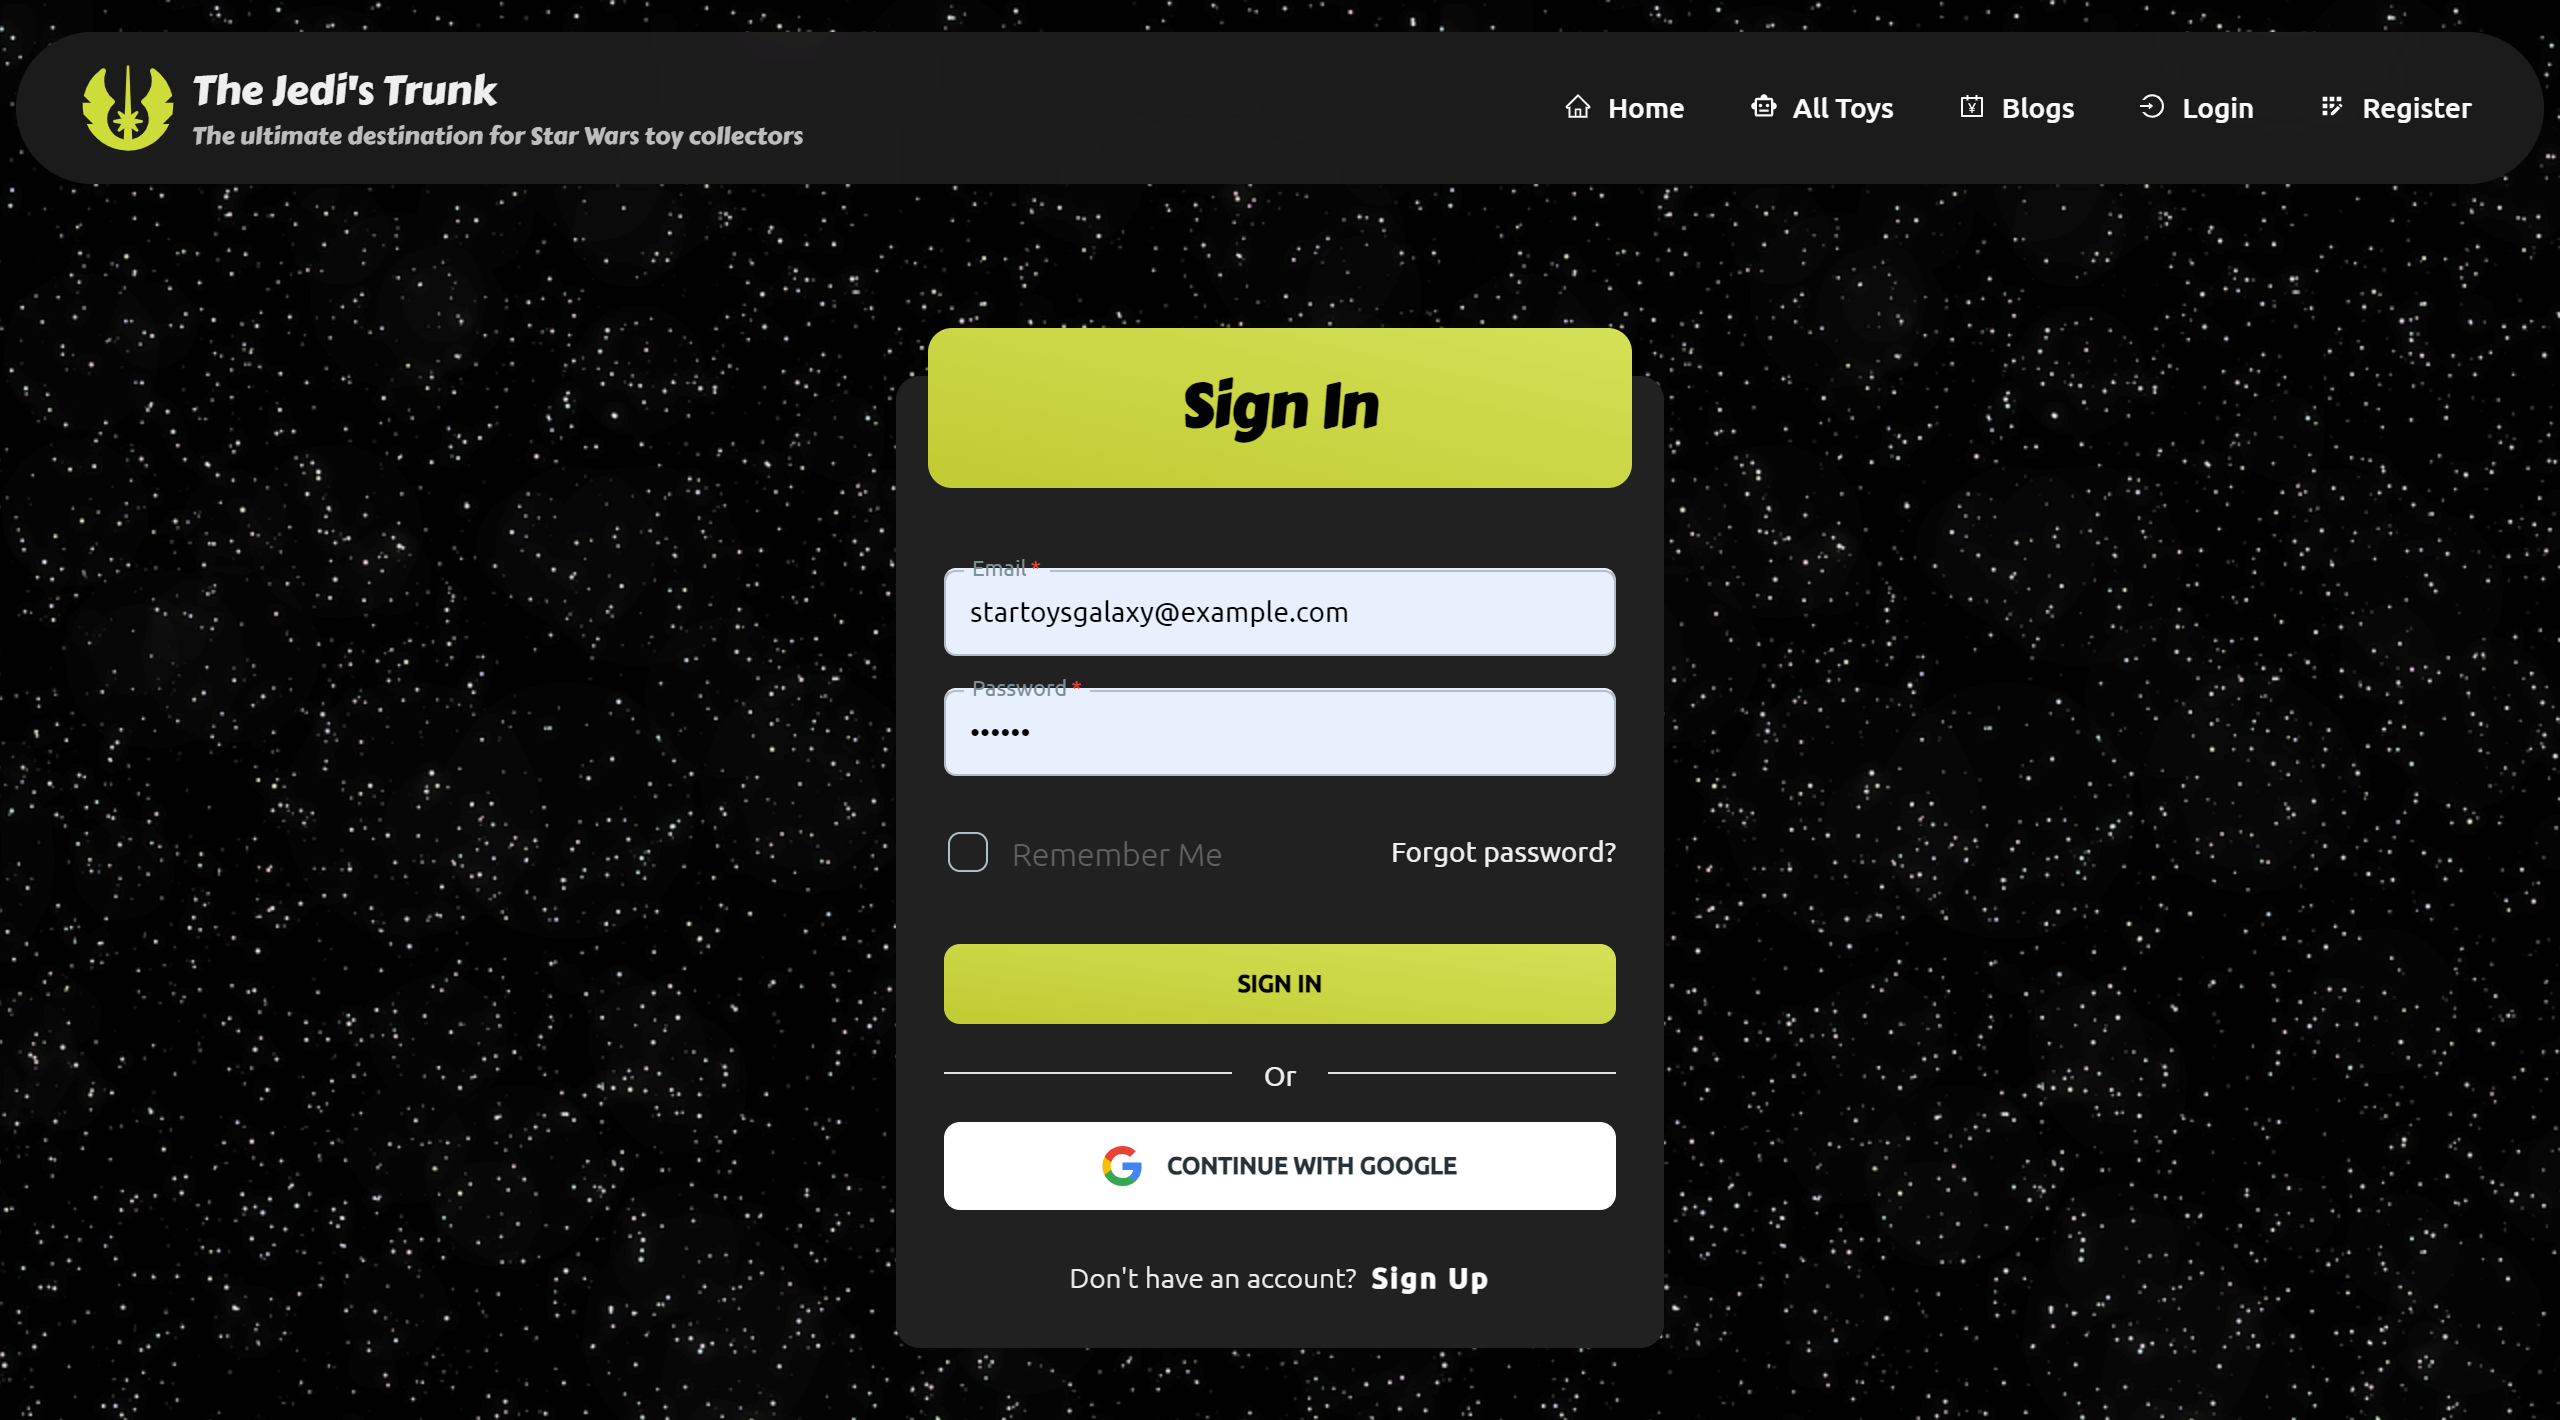 The Jedi's Trunk
The ultimate destination for Star Wars toy collectors
Home
All Toys
Blogs
Login
Register
Sign In
Email *
startoysgalaxy@example.com
Password *
••••••
Remember Me
Forgot password?
SIGN IN
Or
CONTINUE WITH GOOGLE
Don't have an account? Sign Up